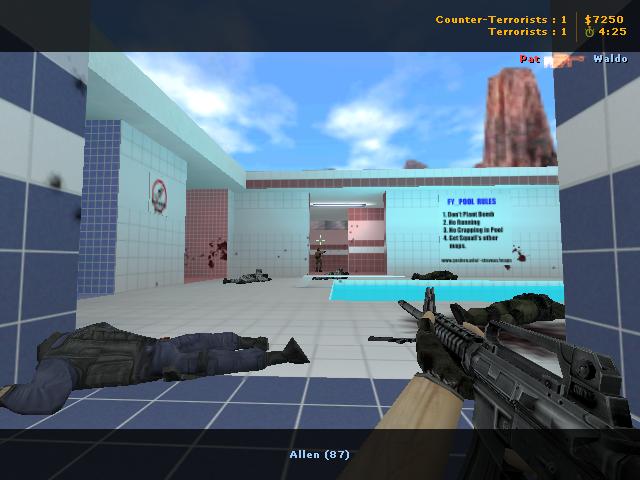 Counter-Terrorists : 1 $7250
Terrorists : 1 4:25
Pat Waldo
FY_POOL RULES
1. Don't Plant Bomb
2. No Running
3. No Crapping in Pool
4. Get Squall's other
maps.
Allen (87)